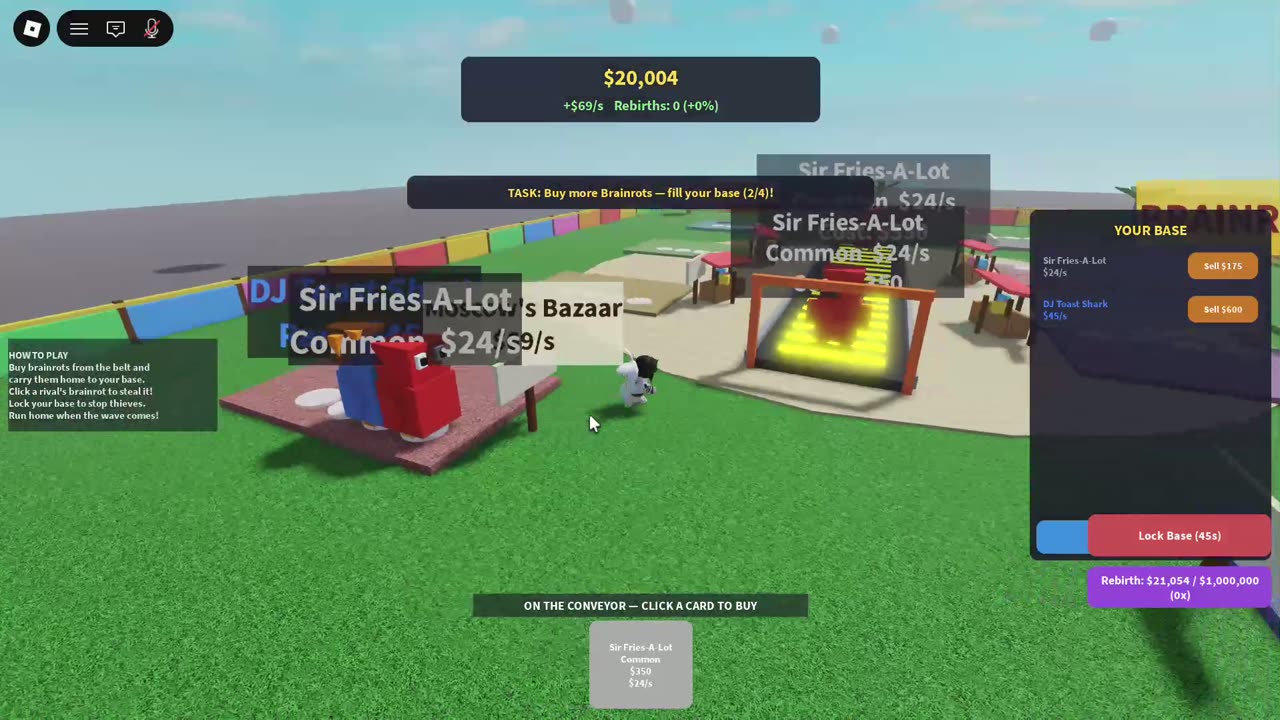 $20,004
+$69/s Rebirths: 0 (+0%)
TASK: Buy more Brainrots — fill your base (2/4)!
Sir Fries-A-Lot
Common $24/s
Sir Fries-A-Lot
Common $24/s
BRAINR
YOUR BASE
Sir Fries-A-Lot
$24/s
Sell $175
DJ Toast Shark
$45/s
Sell $600
Lock Base (45s)
Rebirth: $21,054 / $1,000,000
(0x)
DJ
Sir Fries-A-Lot
Common $24/s
Moscow's Bazaar
HOW TO PLAY
Buy brainrots from the belt and
carry them home to your base.
Click a rival's brainrot to steal it!
Lock your base to stop thieves.
Run home when the wave comes!
ON THE CONVEYOR — CLICK A CARD TO BUY
Sir Fries-A-Lot
Common
$350
$24/s